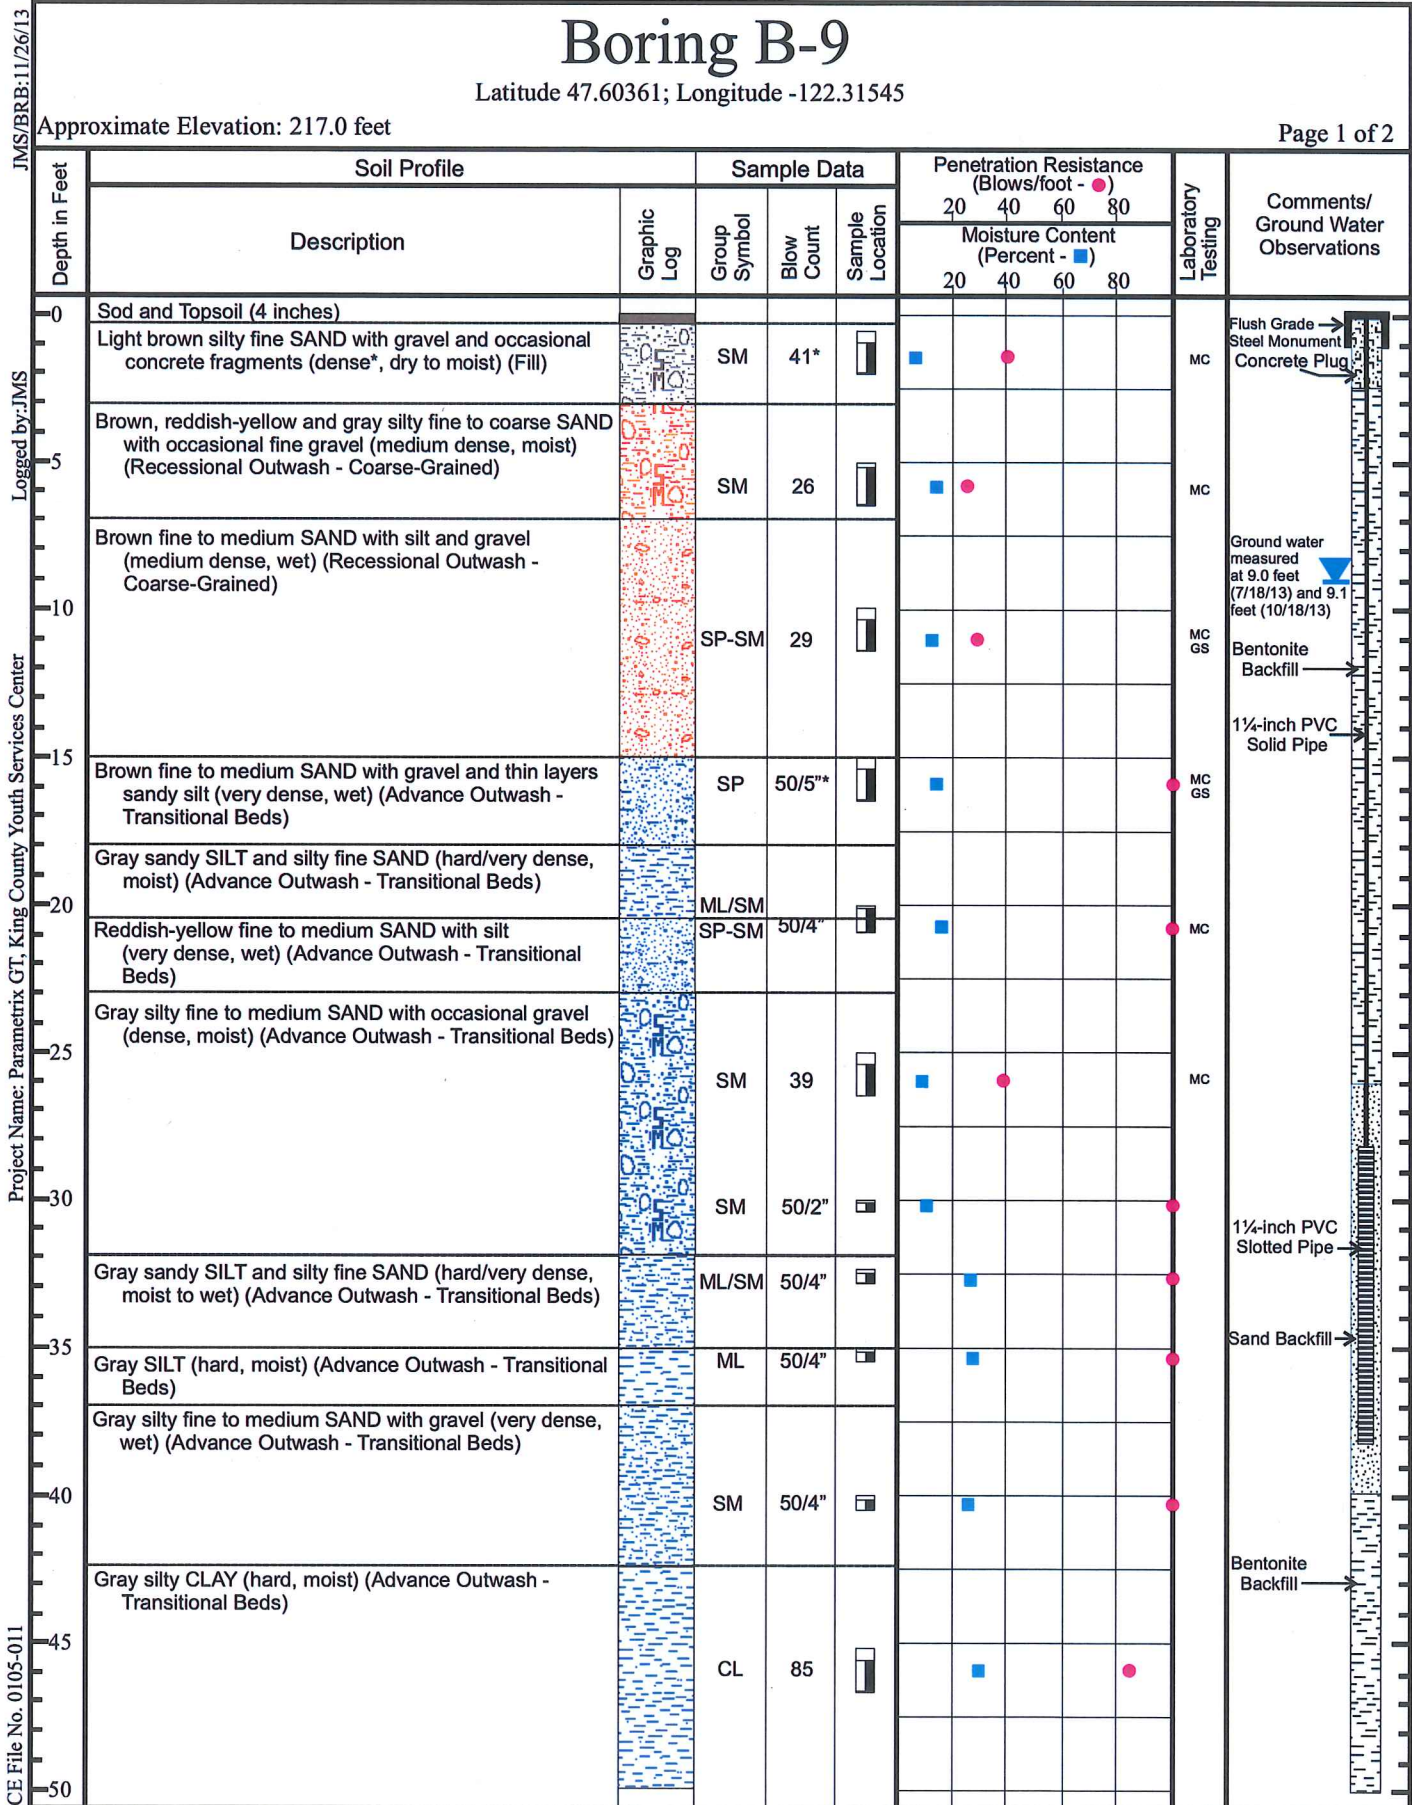 Boring B-9
Latitude 47.60361; Longitude -122.31545
Approximate Elevation: 217.0 feet
Page 1 of 2
JMS/BRB:11/26/13
Logged by:JMS
Project Name: Parametrix GT, King County Youth Services Center
CE File No. 0105-011
Depth in Feet
Soil Profile
Sample Data
Description
Graphic
Log
Group
Symbol
Blow
Count
Sample
Location
Penetration Resistance
(Blows/foot - )
20 40 60 80
Moisture Content
(Percent - )
20 40 60 80
Laboratory
Testing
Comments/
Ground Water
Observations
0
Sod and Topsoil (4 inches)
Light brown silty fine SAND with gravel and occasional
concrete fragments (dense*, dry to moist) (Fill)
SM
SM 41*
MC
Flush Grade
Steel Monument
Concrete Plug
Brown, reddish-yellow and gray silty fine to coarse SAND
with occasional fine gravel (medium dense, moist)
(Recessional Outwash - Coarse-Grained)
5
SM
SM 26
MC
Brown fine to medium SAND with silt and gravel
(medium dense, wet) (Recessional Outwash -
Coarse-Grained)
Ground water
measured
at 9.0 feet
(7/18/13) and 9.1
feet (10/18/13)
10
SP-SM 29
MC
GS
Bentonite
Backfill
1¼-inch PVC
Solid Pipe
15
Brown fine to medium SAND with gravel and thin layers
sandy silt (very dense, wet) (Advance Outwash -
Transitional Beds)
SP 50/5"*
MC
GS
Gray sandy SILT and silty fine SAND (hard/very dense,
moist) (Advance Outwash - Transitional Beds)
20
ML/SM
SP-SM 50/4"
MC
Reddish-yellow fine to medium SAND with silt
(very dense, wet) (Advance Outwash - Transitional
Beds)
Gray silty fine to medium SAND with occasional gravel
(dense, moist) (Advance Outwash - Transitional Beds)
SM
25
SM 39
MC
SM
30
SM 50/2"
SM
1¼-inch PVC
Slotted Pipe
Gray sandy SILT and silty fine SAND (hard/very dense,
moist to wet) (Advance Outwash - Transitional Beds)
ML/SM 50/4"
Sand Backfill
35
Gray SILT (hard, moist) (Advance Outwash - Transitional
Beds)
ML 50/4"
Gray silty fine to medium SAND with gravel (very dense,
wet) (Advance Outwash - Transitional Beds)
40
SM 50/4"
Gray silty CLAY (hard, moist) (Advance Outwash -
Transitional Beds)
Bentonite
Backfill
45
CL 85
50